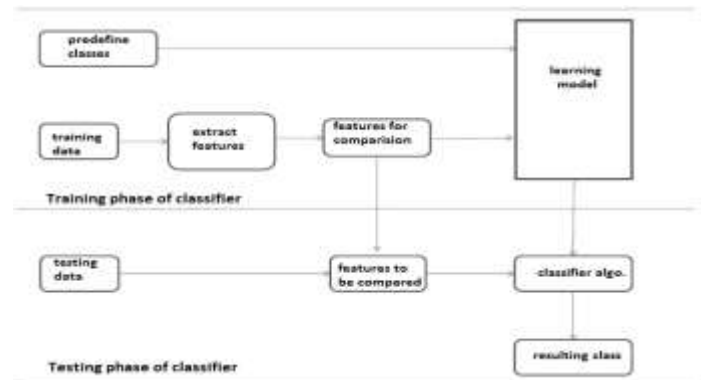 predefine
classes
learning
model
training
data
extract
features
features for
comparision
Training phase of classifier
testing
data
features to
be compared
classifier algo.
resulting class
Testing phase of classifier